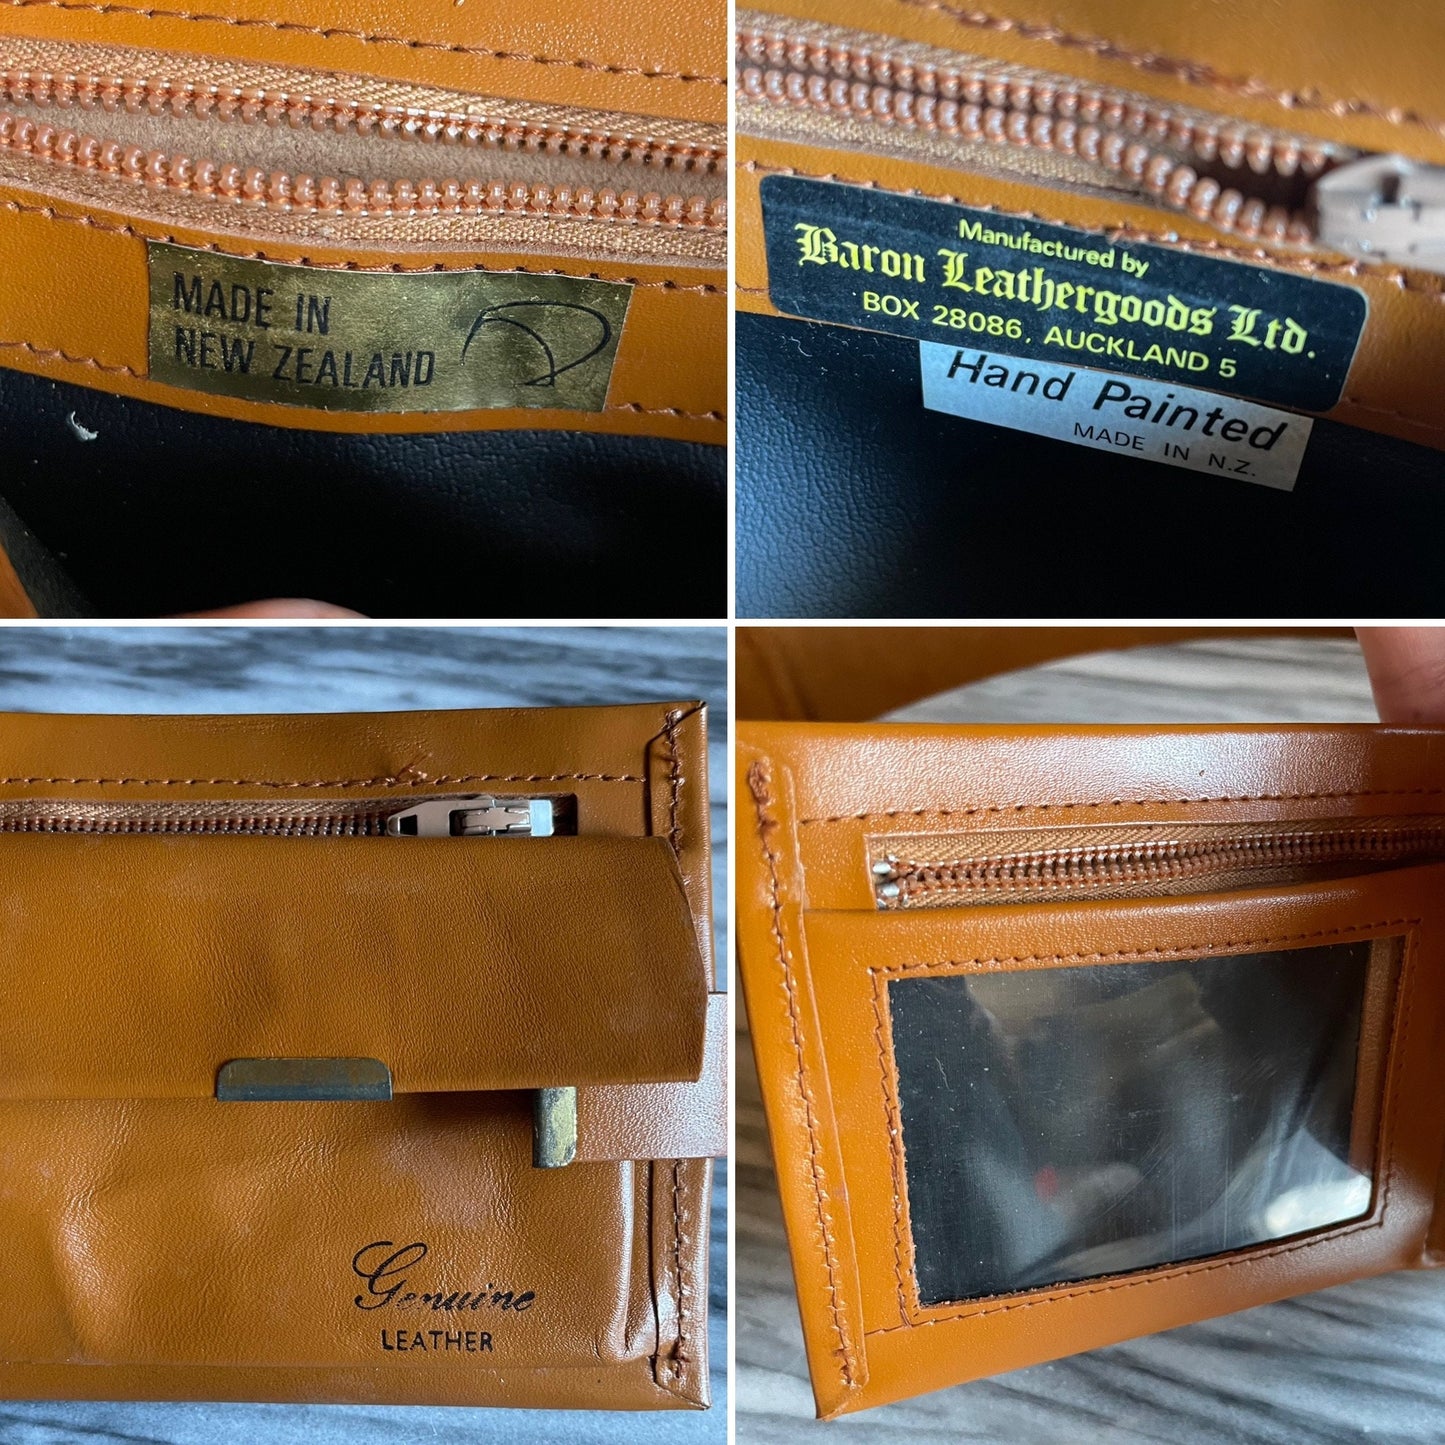 MADE IN
NEW ZEALAND
Manufactured by
Baron Leathergoods Ltd.
BOX 28086, AUCKLAND 5
Hand Painted
MADE IN N.Z.
Genuine
LEATHER